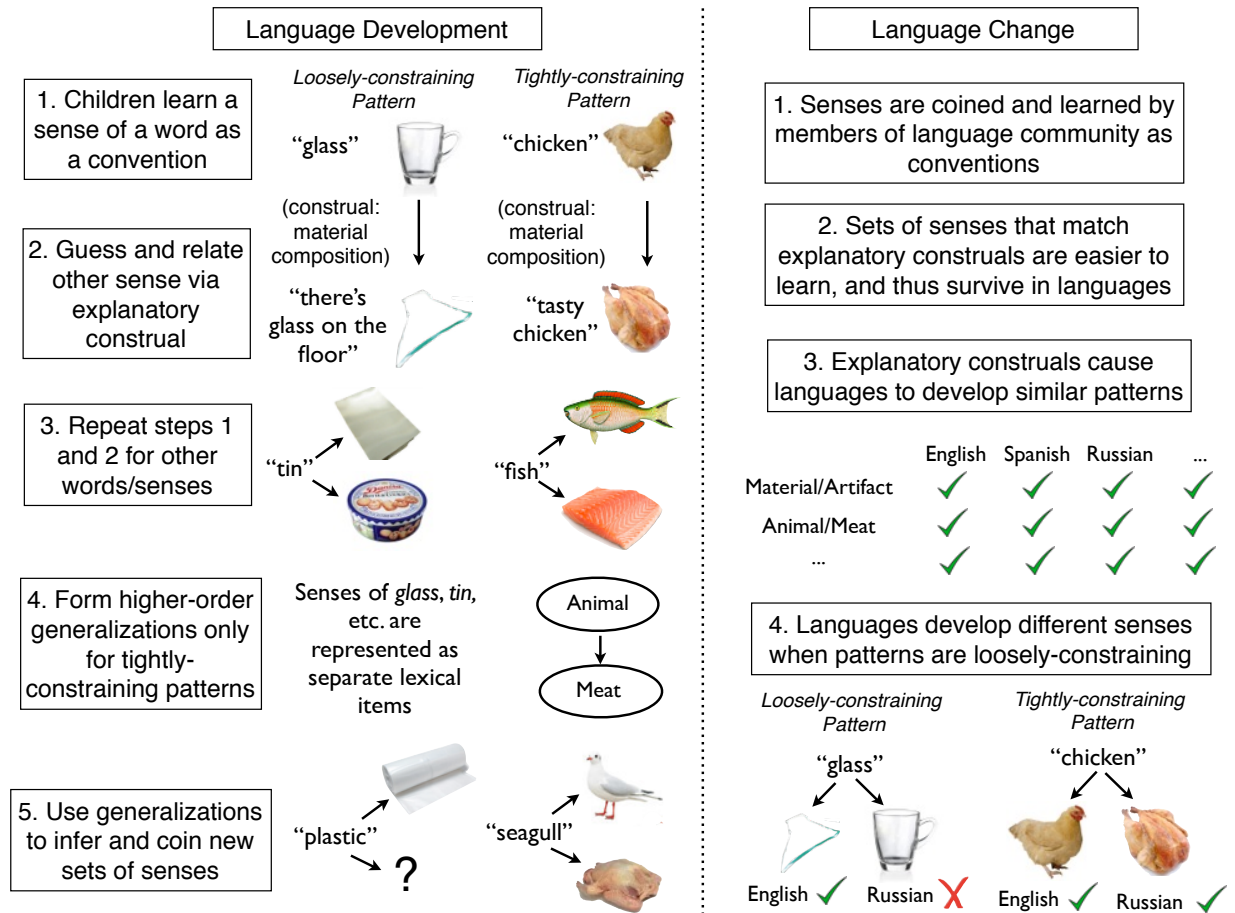 Language Development
Loosely-constraining
Pattern
Tightly-constraining
Pattern
1. Children learn a
sense of a word as
a convention
“glass”
“chicken”
(construal:
material
composition)
(construal:
material
composition)
2. Guess and relate
other sense via
explanatory
construal
“there’s
glass on the
floor”
“tasty
chicken”
3. Repeat steps 1
and 2 for other
words/senses
“tin”
“fish”
4. Form higher-order
generalizations only
for tightly-
constraining patterns
Senses of glass, tin,
etc. are
represented as
separate lexical
items
Animal
Meat
5. Use generalizations
to infer and coin new
sets of senses
“plastic”
?
“seagull”
Language Change
1. Senses are coined and learned by
members of language community as
conventions
2. Sets of senses that match
explanatory construals are easier to
learn, and thus survive in languages
3. Explanatory construals cause
languages to develop similar patterns
English Spanish Russian ...
Material/Artifact
Animal/Meat
...
4. Languages develop different senses
when patterns are loosely-constraining
Loosely-constraining
Pattern
Tightly-constraining
Pattern
“glass”
“chicken”
English
Russian
English
Russian